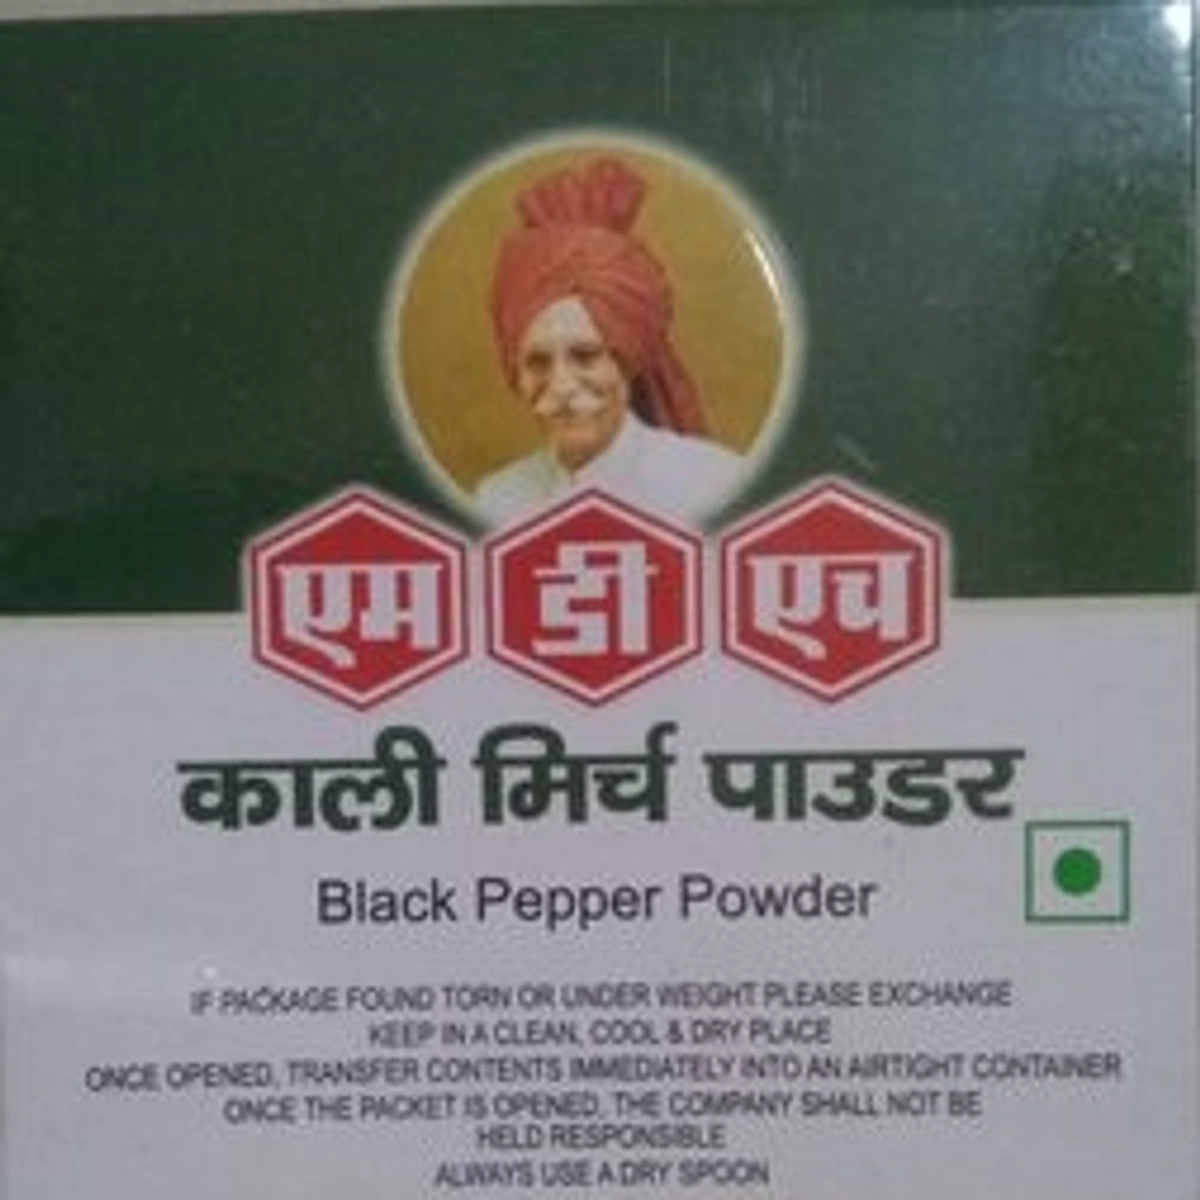 एम डी एच
काली मिर्च पाउडर
Black Pepper Powder
IF PACKAGE FOUND TORN OR UNDER WEIGHT PLEASE EXCHANGE
KEEP IN A CLEAN, COOL & DRY PLACE
ONCE OPENED, TRANSFER CONTENTS IMMEDIATELY INTO AN AIRTIGHT CONTAINER
ONCE THE PACKET IS OPENED, THE COMPANY SHALL NOT BE
HELD RESPONSIBLE
ALWAYS USE A DRY SPOON